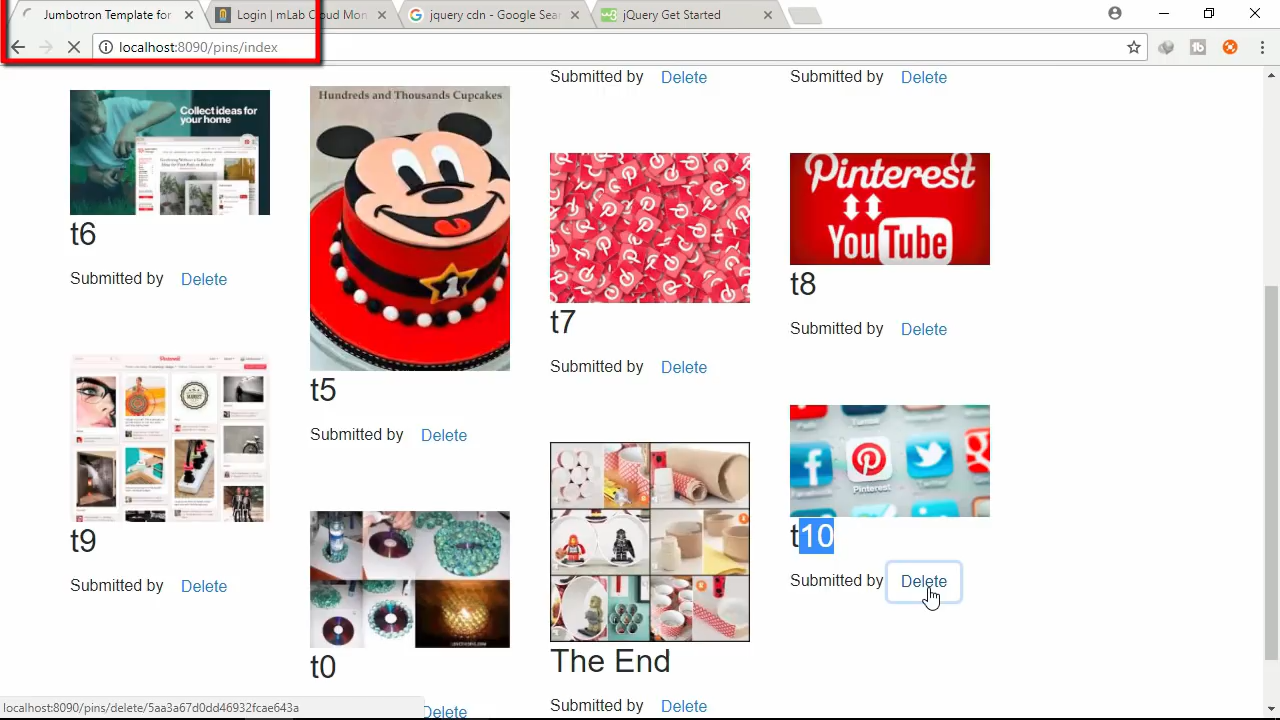 Jumbotron Template for
Login | mLab Cloud Mon
jquery cdn - Google Sea
jQuery Get Started
localhost:8090/pins/index
Submitted by Delete
Submitted by Delete
Collect ideas for
your home
t6
Submitted by Delete
Hundreds and Thousands Cupcakes
1
t5
Submitted by Delete
t7
Submitted by Delete
Pinterest
YouTube
t8
Submitted by Delete
t9
Submitted by Delete
t0
Delete
The End
Submitted by Delete
Pinterest
t10
Submitted by Delete
localhost:8090/pins/delete/5aa3a67d0dd46932fcae643a